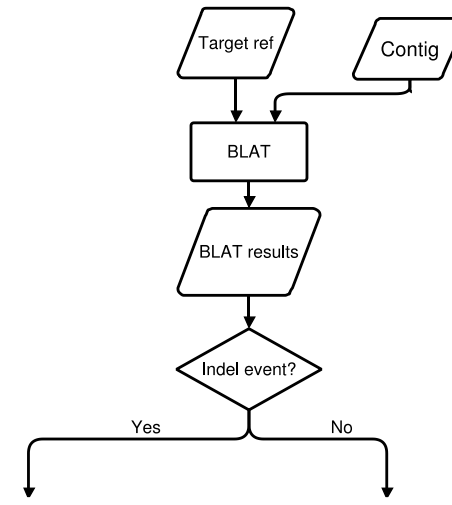 Target ref
Contig
BLAT
BLAT results
Indel event?
Yes
No